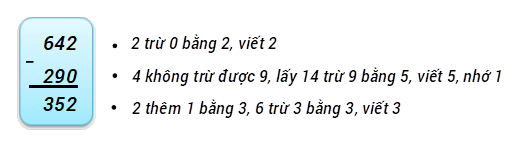 642
-
290
352
• 2 trừ 0 bằng 2, viết 2
• 4 không trừ được 9, lấy 14 trừ 9 bằng 5, viết 5, nhớ 1
• 2 thêm 1 bằng 3, 6 trừ 3 bằng 3, viết 3